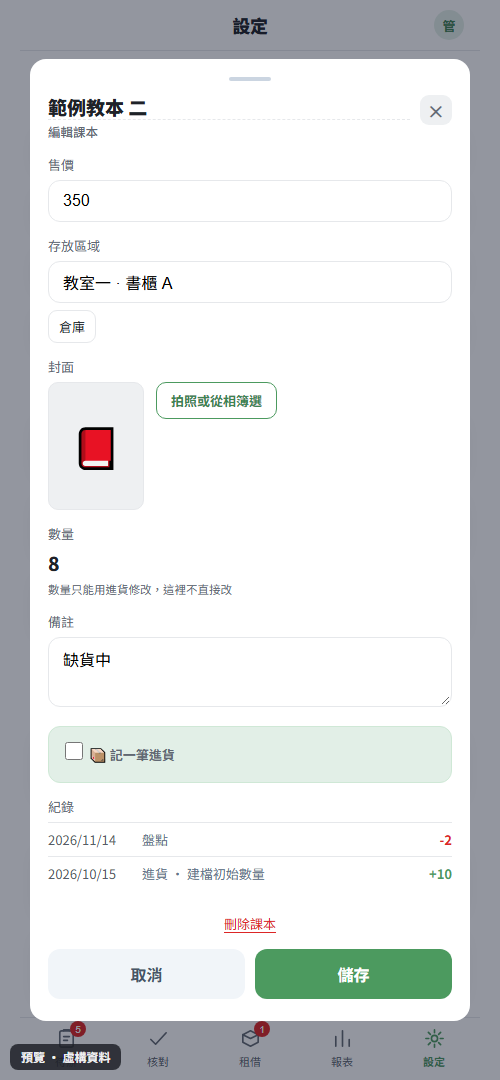 設定
管
範例教本 二
×
編輯課本
售價
350
存放區域
教室一 · 書櫃 A
倉庫
封面
拍照或從相簿選
數量
8
數量只能用進貨修改，這裡不直接改
備註
缺貨中
記一筆進貨
紀錄
2026/11/14 盤點 -2
2026/10/15 進貨 · 建檔初始數量 +10
刪除課本
取消 儲存
5 1
預覽 · 虛構資料
核對 租借 報表 設定